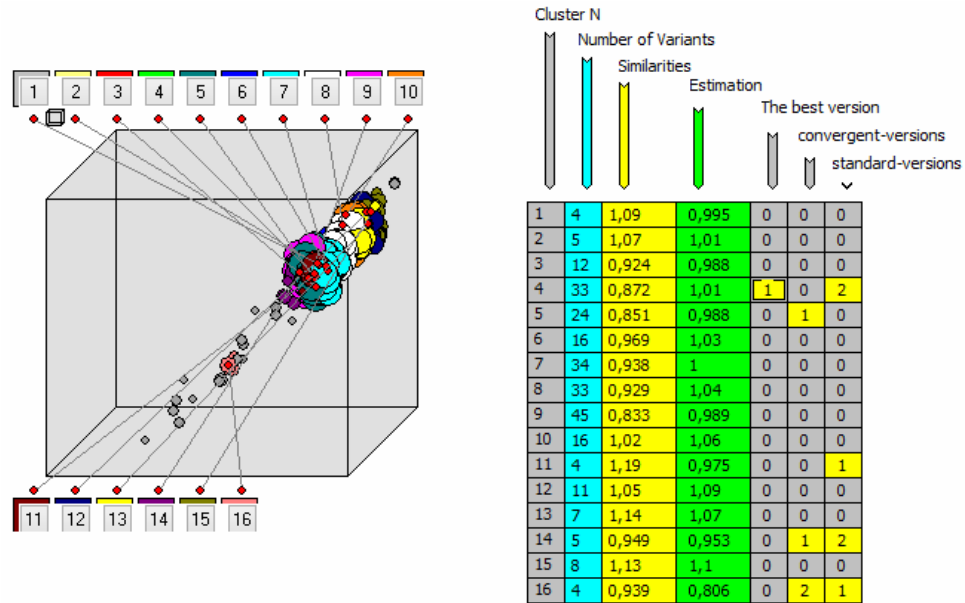 1 2 3 4 5 6 7 8 9 10
11 12 13 14 15 16
Cluster N
Number of Variants
Similarities
Estimation
The best version
convergent-versions
standard-versions
1 4 1,09 0,995 0 0 0
2 5 1,07 1,01 0 0 0
3 12 0,924 0,988 0 0 0
4 33 0,872 1,01 1 0 2
5 24 0,851 0,988 0 1 0
6 16 0,969 1,03 0 0 0
7 34 0,938 1 0 0 0
8 33 0,929 1,04 0 0 0
9 45 0,833 0,989 0 0 0
10 16 1,02 1,06 0 0 0
11 4 1,19 0,975 0 0 1
12 11 1,05 1,09 0 0 0
13 7 1,14 1,07 0 0 0
14 5 0,949 0,953 0 1 2
15 8 1,13 1,1 0 0 0
16 4 0,939 0,806 0 2 1